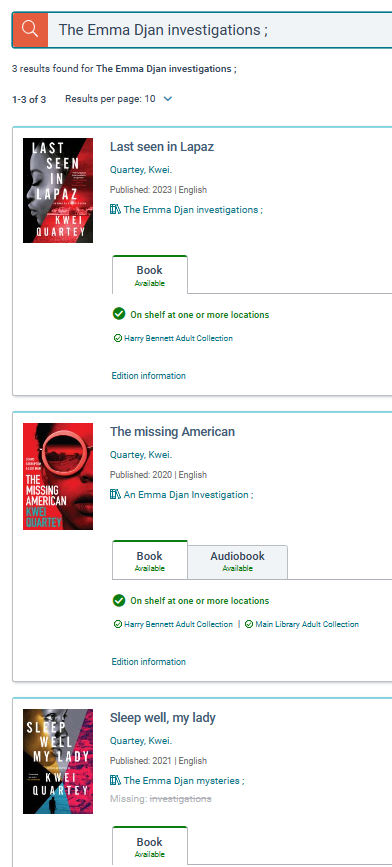 The Emma Djan investigations ;
3 results found for The Emma Djan investigations ;
1-3 of 3 Results per page: 10
LAST
SEEN
IN
LAPAZ
KWEI
QUARTEY
Last seen in Lapaz
Quartey, Kwei.
Published: 2023 | English
The Emma Djan investigations ;
Book
Available
On shelf at one or more locations
Harry Bennett Adult Collection
Edition information
THE
MISSING
AMERICAN
KWEI
QUARTEY
The missing American
Quartey, Kwei.
Published: 2020 | English
An Emma Djan Investigation ;
Book Audiobook
Available Available
On shelf at one or more locations
Harry Bennett Adult Collection | Main Library Adult Collection
Edition information
SLEEP
WELL
MY LADY
KWEI
QUARTEY
Sleep well, my lady
Quartey, Kwei.
Published: 2021 | English
The Emma Djan mysteries ;
Missing: investigations
Book
Available